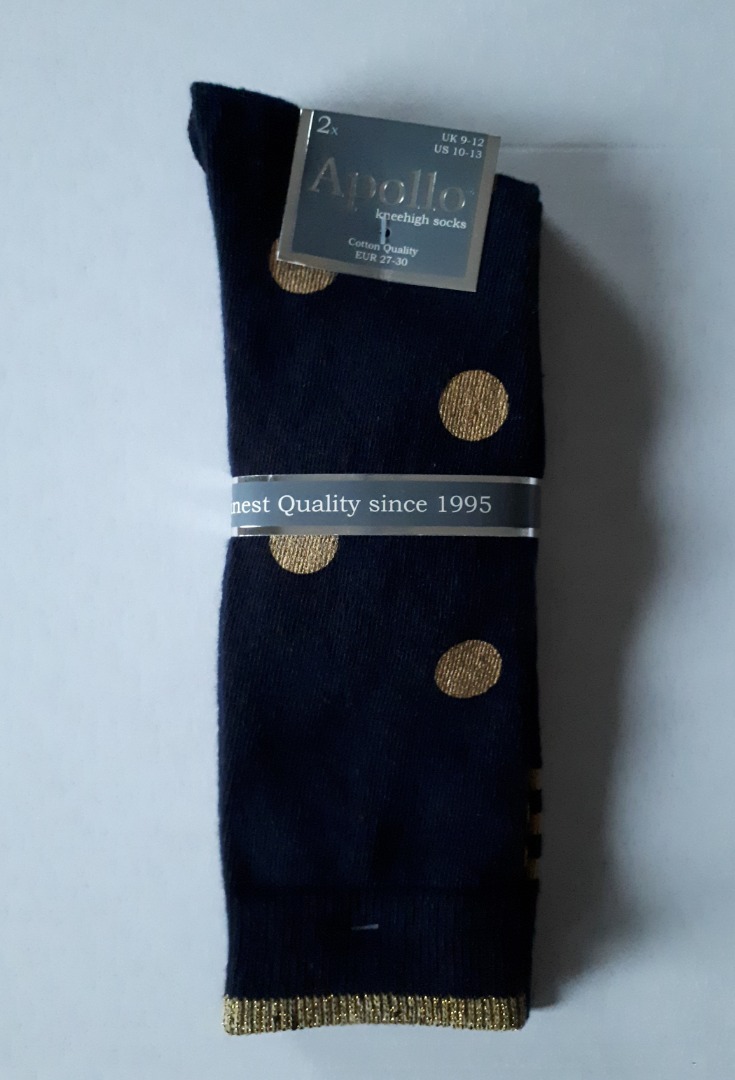 2x
UK 9-12
US 10-13
Apollo
kneehigh socks
Cotton Quality
EUR 27-30
nest Quality since 1995